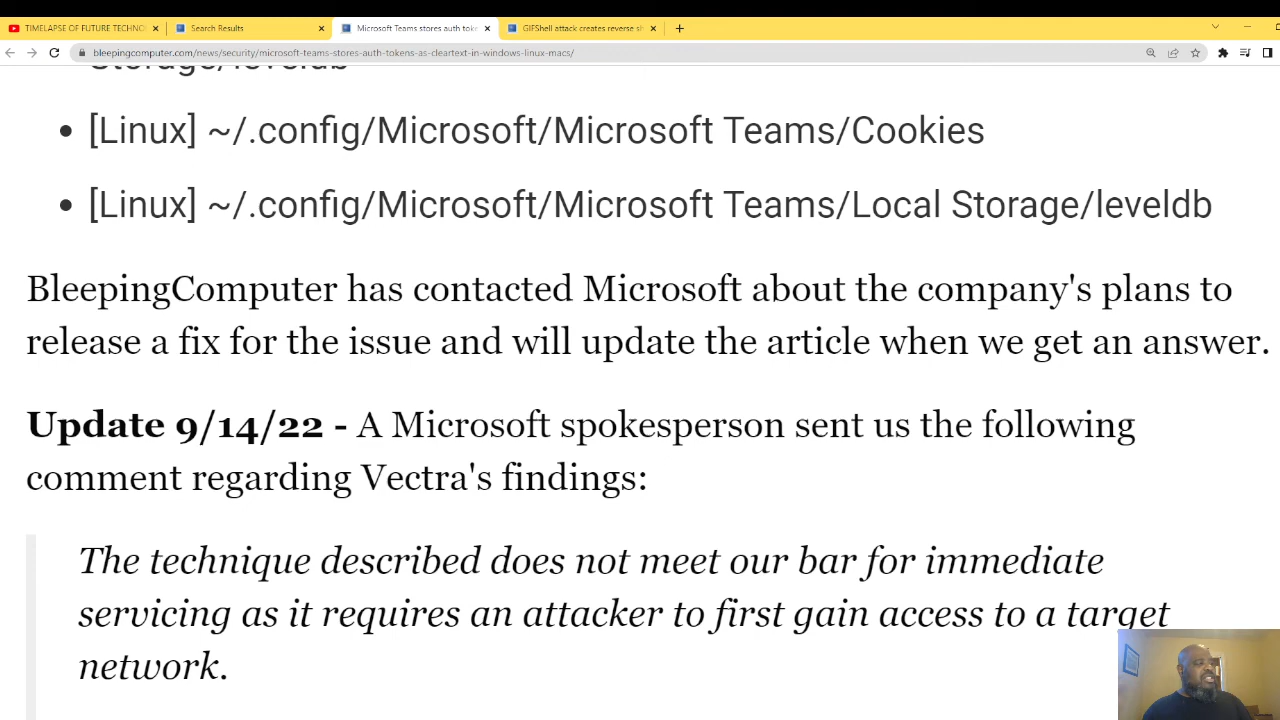 TIMELAPSE OF FUTURE TECHNO
Search Results
Microsoft Teams stores auth toke
GIFShell attack creates reverse sh
bleepingcomputer.com/news/security/microsoft-teams-stores-auth-tokens-as-cleartext-in-windows-linux-macs/
Storage/leveldb
• [Linux] ~/.config/Microsoft/Microsoft Teams/Cookies
• [Linux] ~/.config/Microsoft/Microsoft Teams/Local Storage/leveldb
BleepingComputer has contacted Microsoft about the company's plans to
release a fix for the issue and will update the article when we get an answer.
Update 9/14/22 - A Microsoft spokesperson sent us the following
comment regarding Vectra's findings:
The technique described does not meet our bar for immediate
servicing as it requires an attacker to first gain access to a target
network.